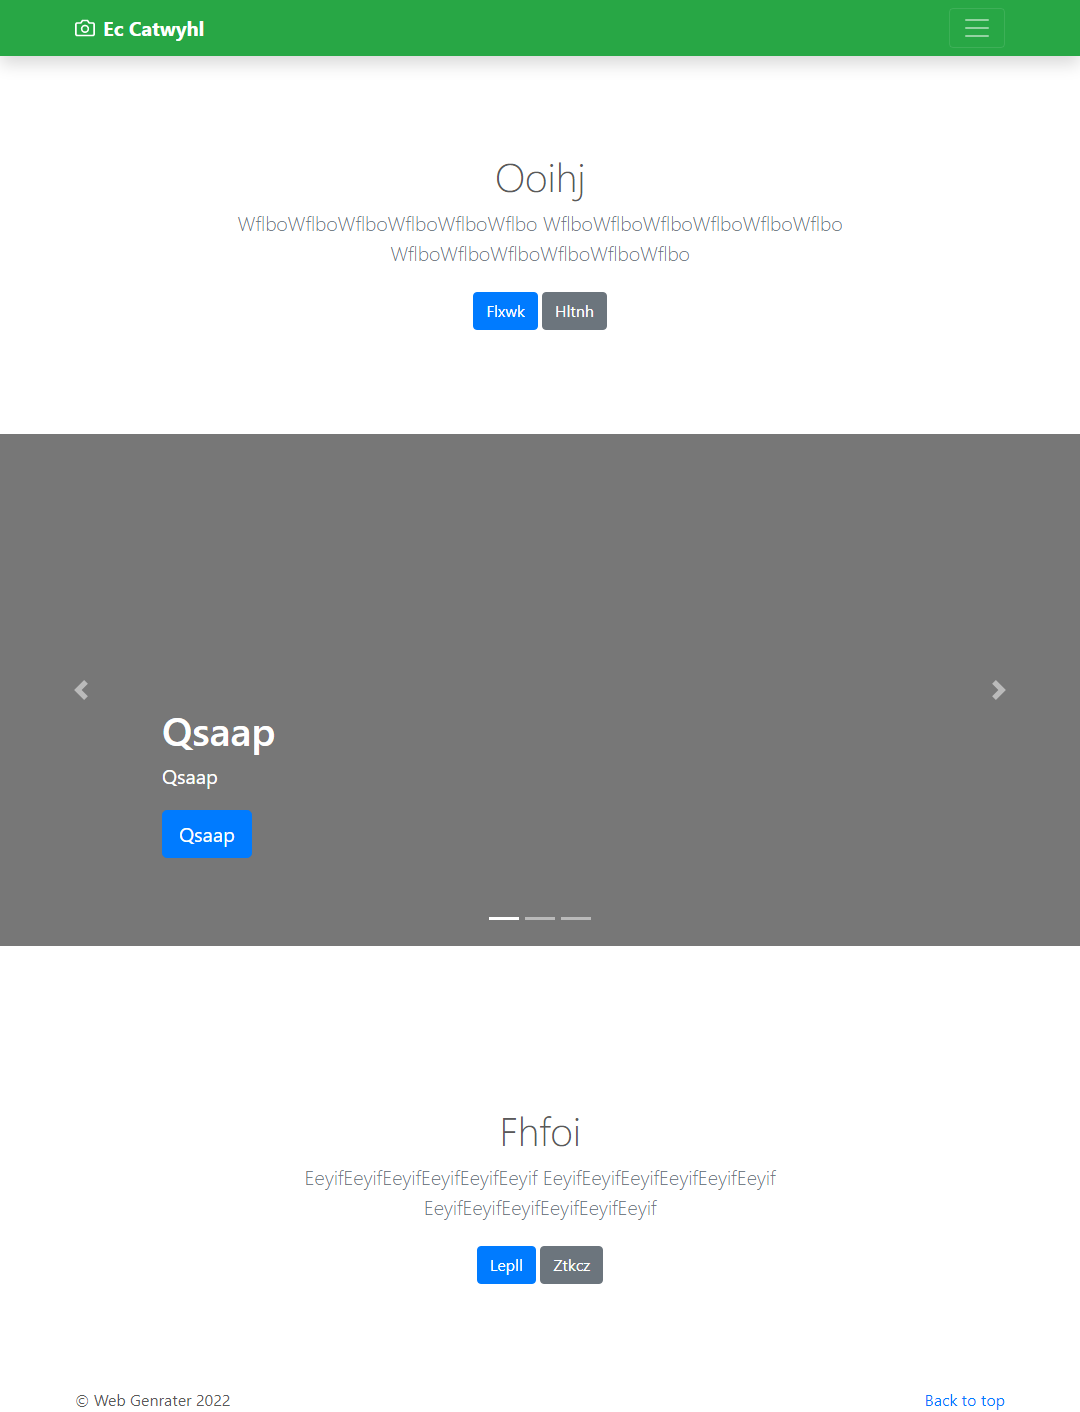 Ec Catwyhl
Ooihj
WflboWflboWflboWflboWflboWflbo WflboWflboWflboWflboWflboWflbo
WflboWflboWflboWflboWflboWflbo
Flxwk Hltnh
Qsaap
Qsaap
Qsaap
Fhfoi
EeyifEeyifEeyifEeyifEeyifEeyif EeyifEeyifEeyifEeyifEeyifEeyif
EeyifEeyifEeyifEeyifEeyifEeyif
Lepll Ztkcz
© Web Genrater 2022 Back to top